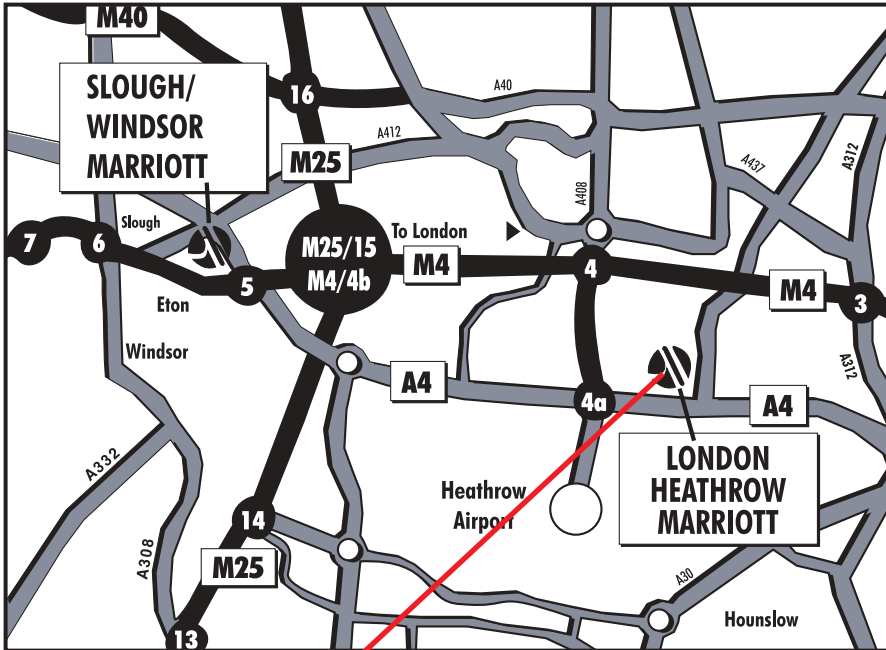 M40
SLOUGH/
WINDSOR
MARRIOTT
16
A40
A412
M25
A408
A437
A312
Slough
7
6
M25/15
M4/4b
To London
M4
4
M4
3
5
Eton
Windsor
A312
A4
4a
A4
A332
LONDON
HEATHROW
MARRIOTT
Heathrow
Airport
14
A308
M25
A30
Hounslow
13